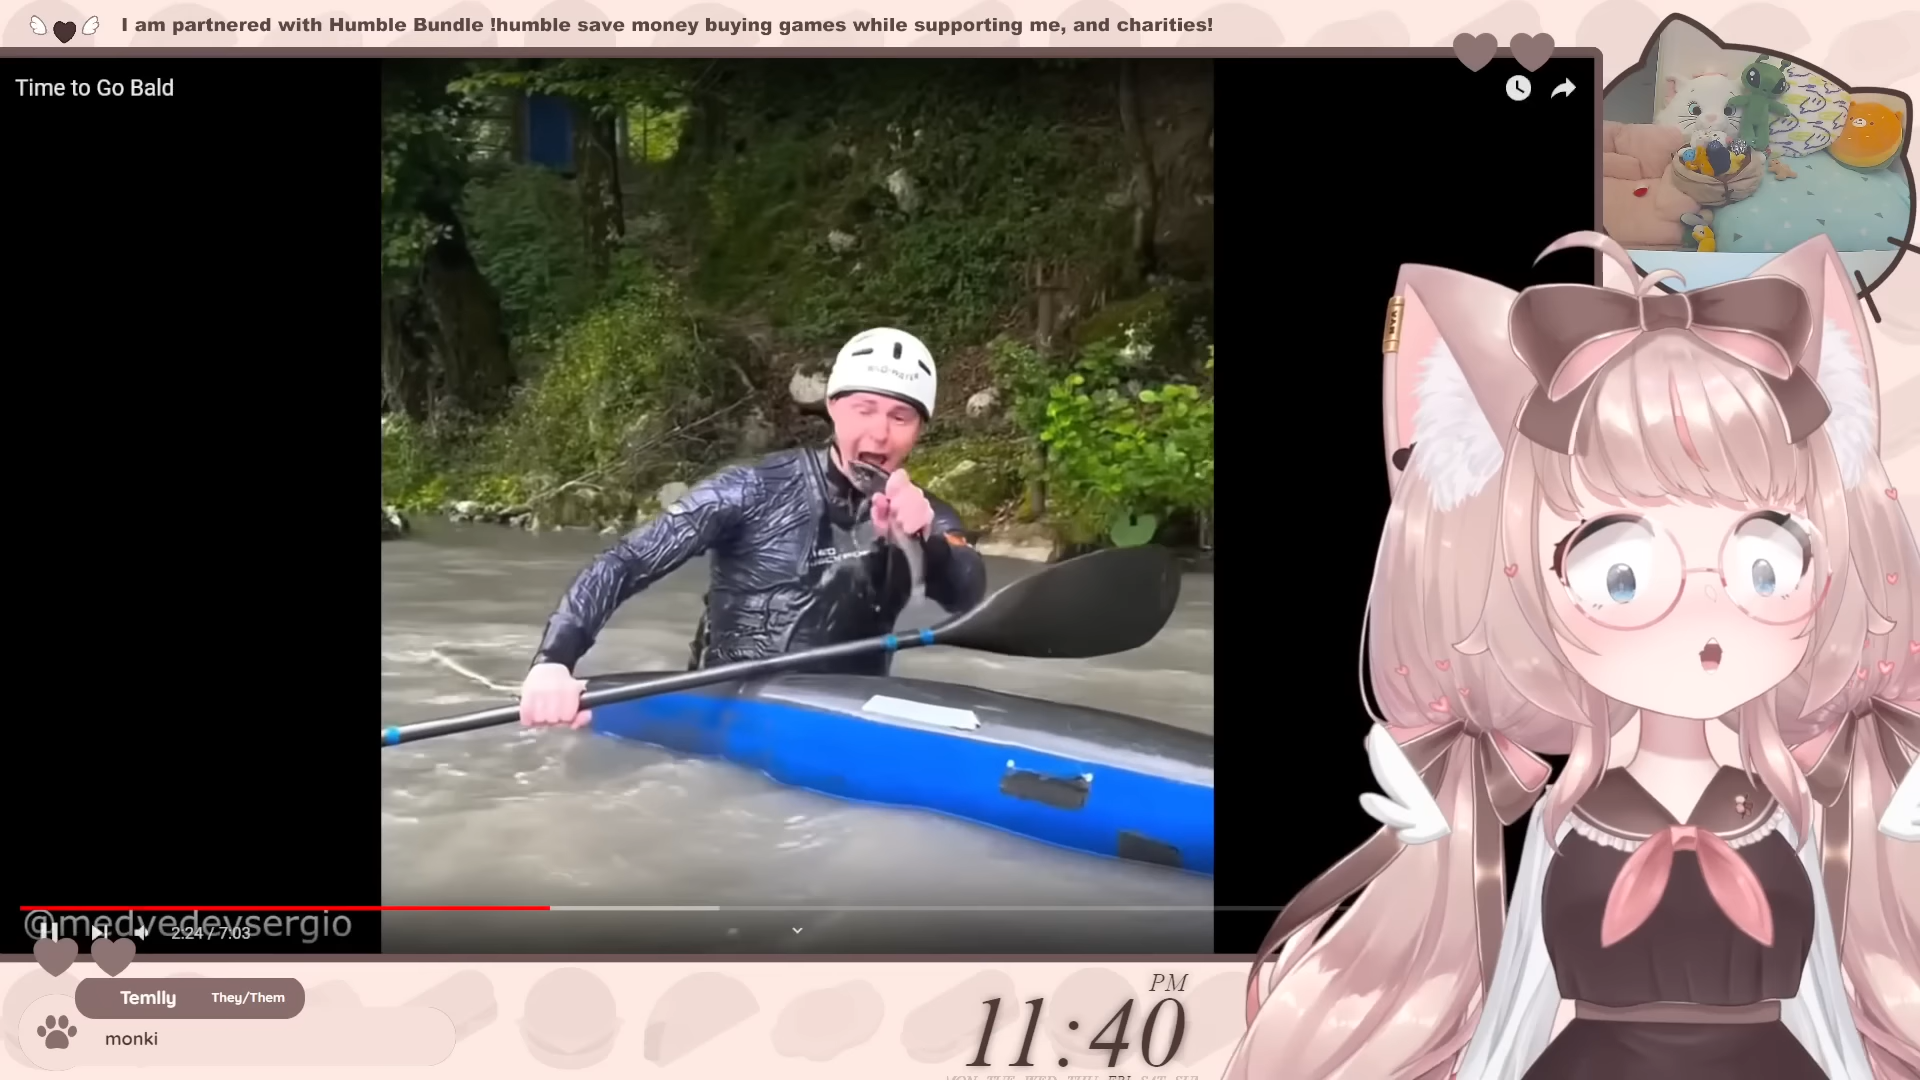 I am partnered with Humble Bundle !humble save money buying games while supporting me, and charities!
Time to Go Bald
@medvedevsergio
2:24 / 7:03
Temlly They/Them
monki
PM
11:40
FRI